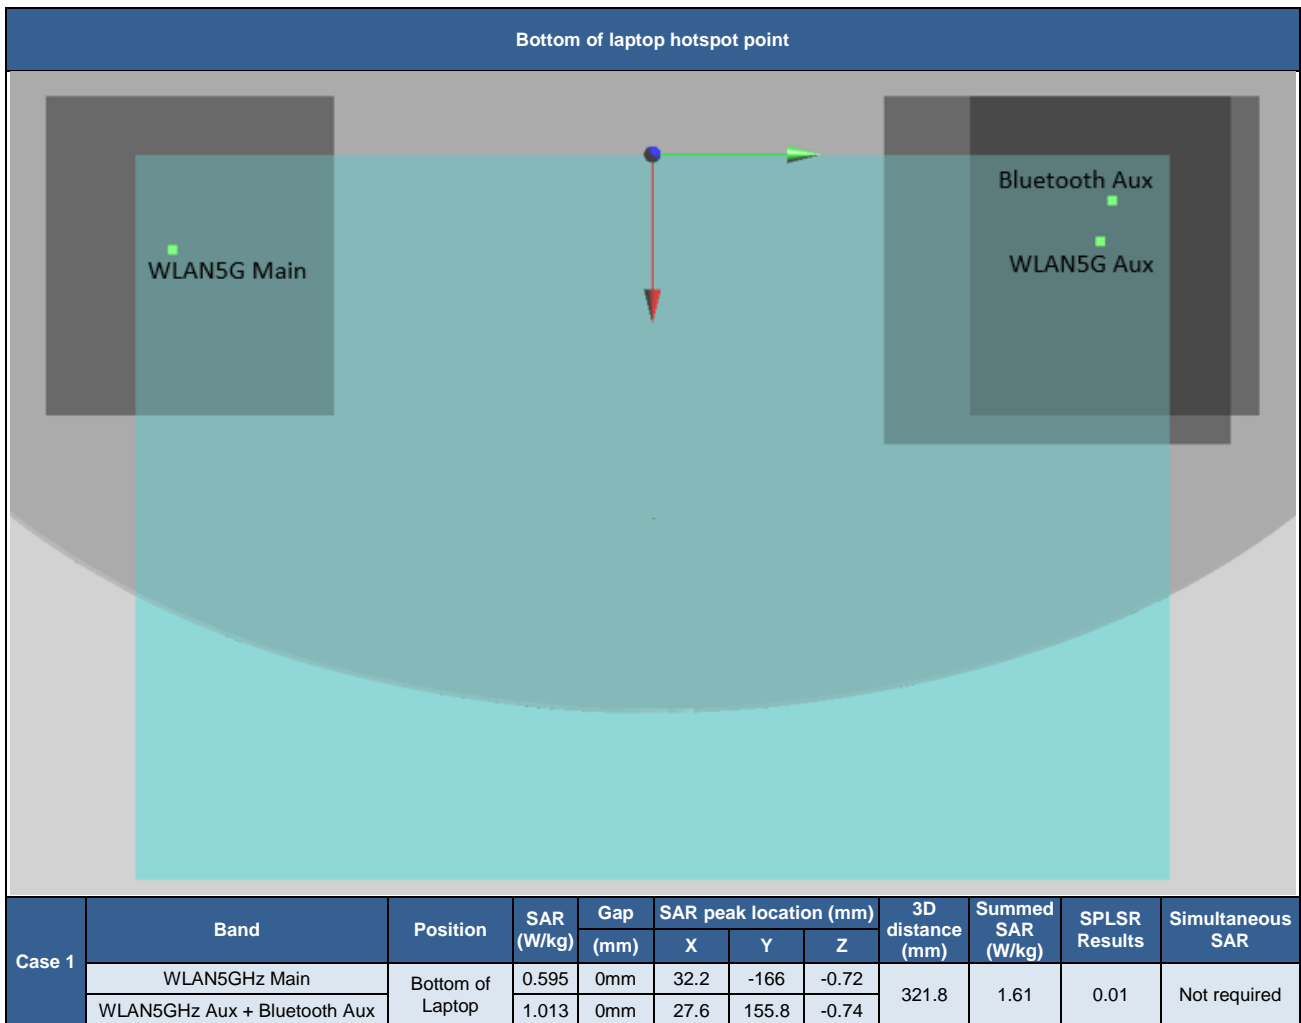 Bottom of laptop hotspot point
Bluetooth Aux
WLAN5G Main
WLAN5G Aux
Case 1
Band
Position
SAR (W/kg)
Gap (mm)
SAR peak location (mm)
X Y Z
3D distance (mm)
Summed SAR (W/kg)
SPLSR Results
Simultaneous SAR
WLAN5GHz Main
Bottom of Laptop
0.595 0mm 32.2 -166 -0.72
321.8 1.61 0.01 Not required
WLAN5GHz Aux + Bluetooth Aux
1.013 0mm 27.6 155.8 -0.74